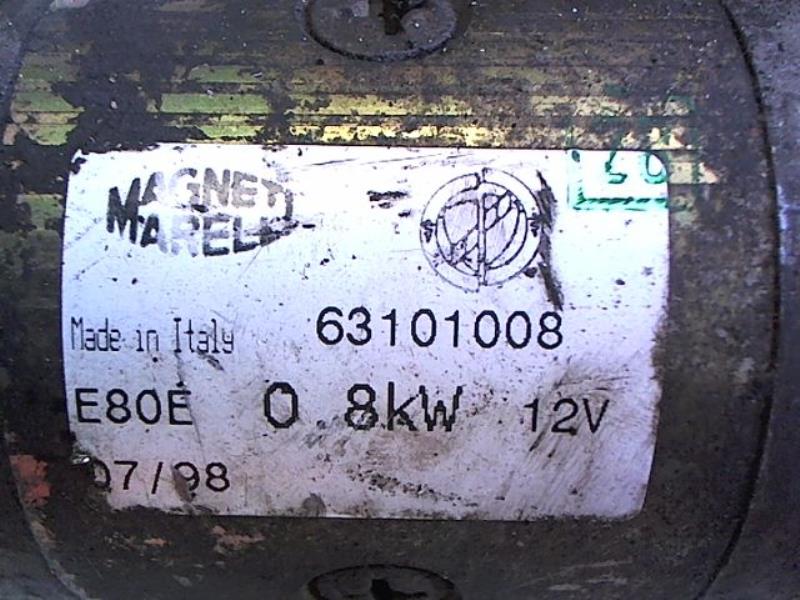 MAGNETI
MARELLI
Made in Italy
63101008
E80E 0.8kW 12V
07/98